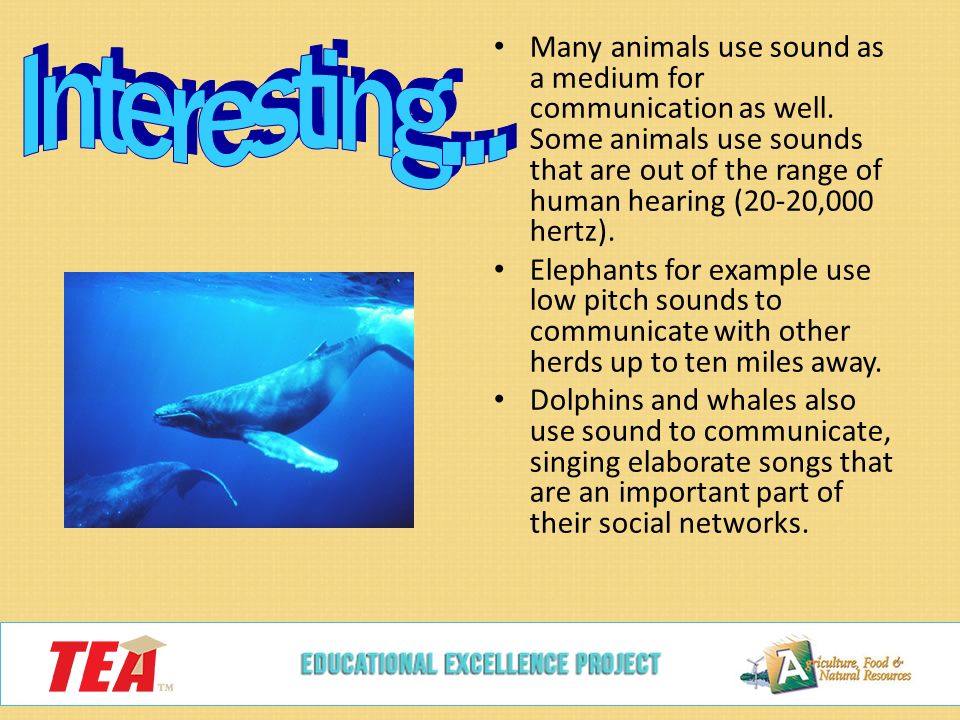 Interesting...
• Many animals use sound as
a medium for
communication as well.
Some animals use sounds
that are out of the range of
human hearing (20-20,000
hertz).
• Elephants for example use
low pitch sounds to
communicate with other
herds up to ten miles away.
• Dolphins and whales also
use sound to communicate,
singing elaborate songs that
are an important part of
their social networks.
TEA™
EDUCATIONAL EXCELLENCE PROJECT
Agriculture, Food &
Natural Resources